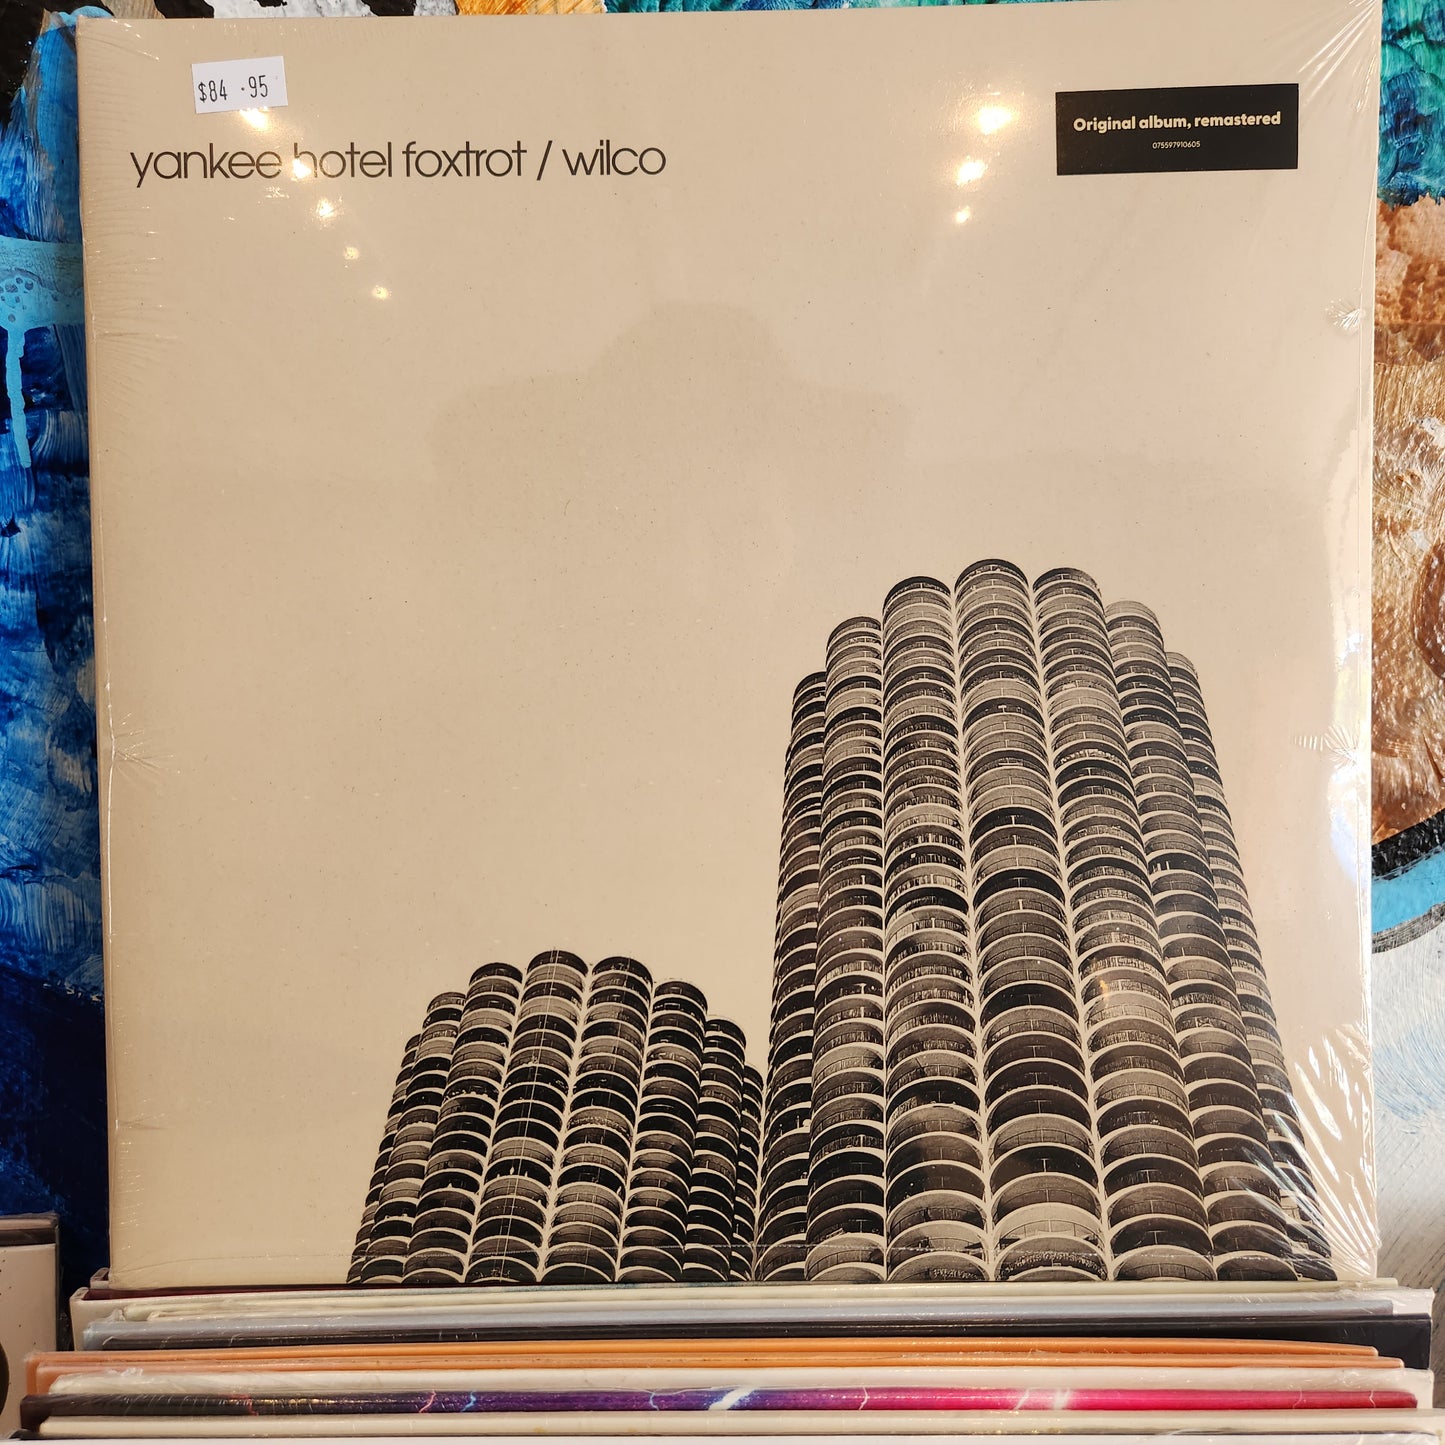 $84 .95
yankee hotel foxtrot / wilco
Original album, remastered
075597910605